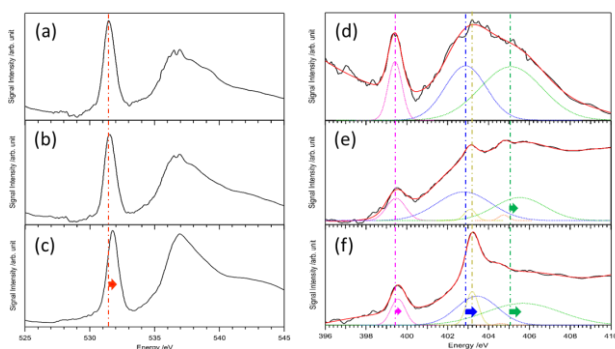 (a)
(b)
(c)
Signal Intensity /arb. unit
Signal Intensity /arb. unit
Signal Intensity /arb. unit
525 530 535 540 545
Energy /eV
(d)
(e)
(f)
Signal Intensity /arb. unit
Signal Intensity /arb. unit
Signal Intensity /arb. unit
396 398 400 402 404 406 408 410
Energy /eV